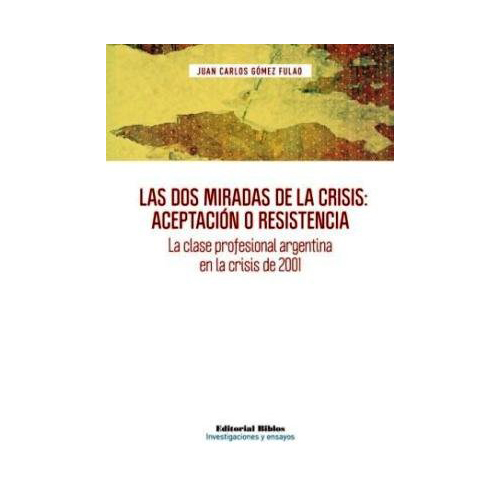 JUAN CARLOS GÓMEZ FULAO
LAS DOS MIRADAS DE LA CRISIS:
ACEPTACIÓN O RESISTENCIA
La clase profesional argentina
en la crisis de 2001
Editorial Biblos
Investigaciones y ensayos